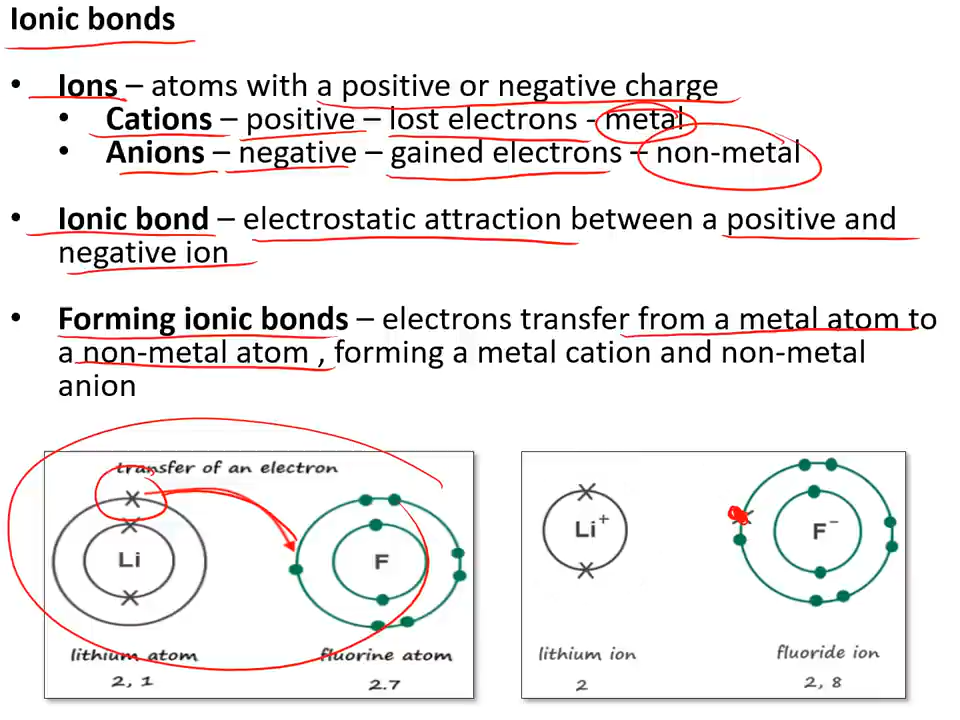 Ionic bonds
• Ions – atoms with a positive or negative charge
• Cations – positive – lost electrons - metal
• Anions – negative – gained electrons – non-metal
• Ionic bond – electrostatic attraction between a positive and
negative ion
• Forming ionic bonds – electrons transfer from a metal atom to
a non-metal atom , forming a metal cation and non-metal
anion
transfer of an electron
Li
F
lithium atom
fluorine atom
2, 1
2.7
Li+
F−
lithium ion
fluoride ion
2
2, 8